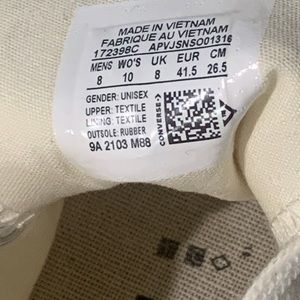 MADE IN VIETNAM
FABRIQUE AU VIETNAM
172398C APVJSNSO01316
MENS WO'S UK EUR CM
8 10 8 41.5 26.5
GENDER: UNISEX
UPPER: TEXTILE
LINING: TEXTILE
OUTSOLE: RUBBER
9A 2103 M88
CONVERSE